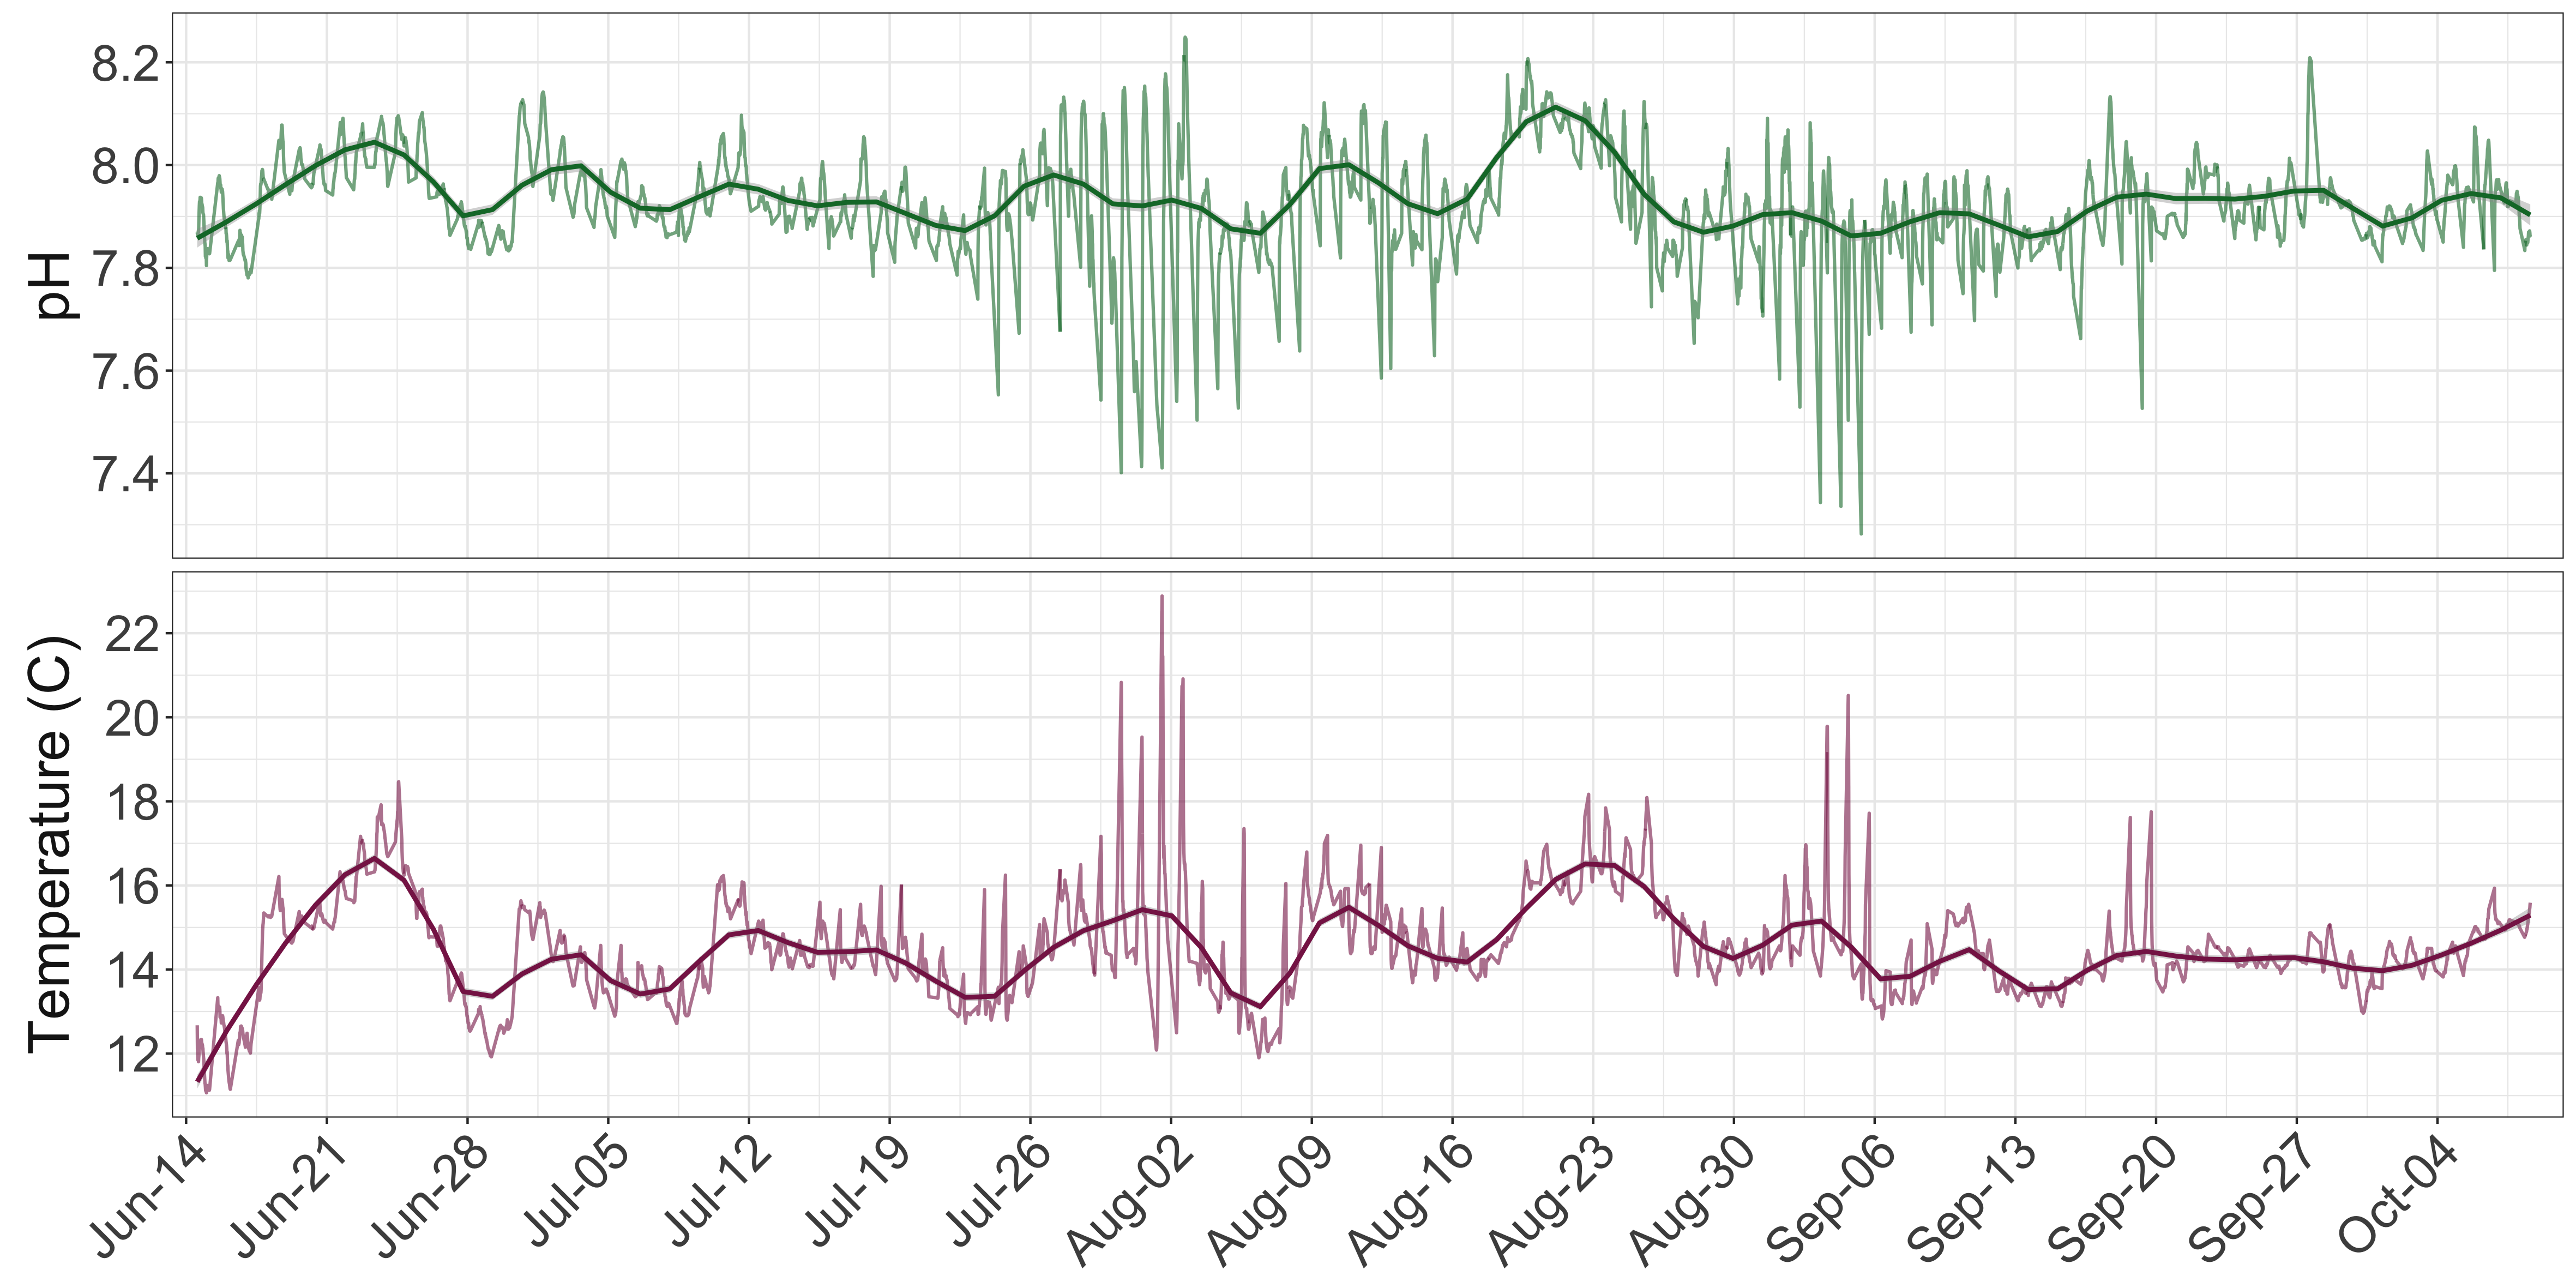 pH
8.2
8.0
7.8
7.6
7.4
Temperature (C)
22
20
18
16
14
12
Jun-14
Jun-21
Jun-28
Jul-05
Jul-12
Jul-19
Jul-26
Aug-02
Aug-09
Aug-16
Aug-23
Aug-30
Sep-06
Sep-13
Sep-20
Sep-27
Oct-04